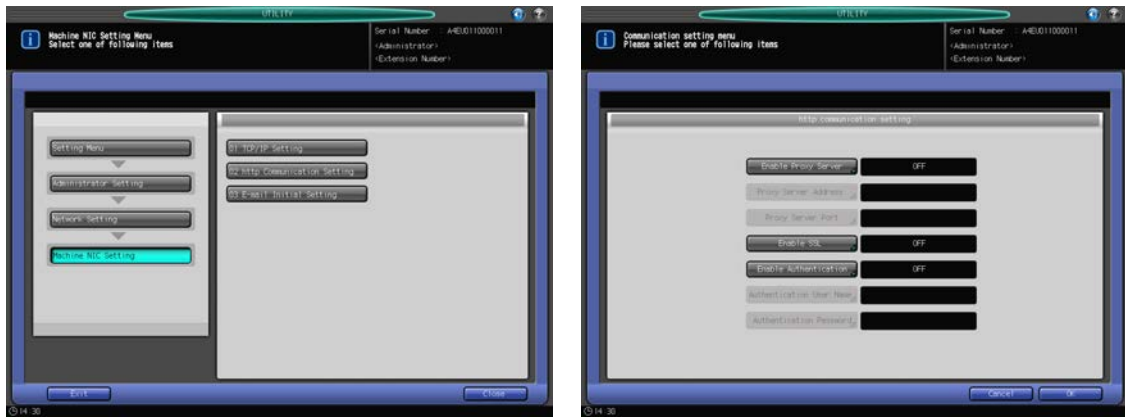 UTILITY
Machine NIC Setting Menu
Select one of following items
Serial Number : A4EU011000011
<Administrator>
<Extension Number>
Setting Menu
Administrator Setting
Network Setting
Machine NIC Setting
01 TCP/IP Setting
02 http Communication Setting
03 E-mail Initial Setting
Exit
Close
14:30
UTILITY
Communication setting menu
Please select one of following items
Serial Number : A4EU011000011
<Administrator>
<Extension Number>
http communication setting
Enable Proxy Server OFF
Proxy Server Address
Proxy Server Port
Enable SSL OFF
Enable Authentication OFF
Authentication User Name
Authentication Password
Cancel
OK
14:30